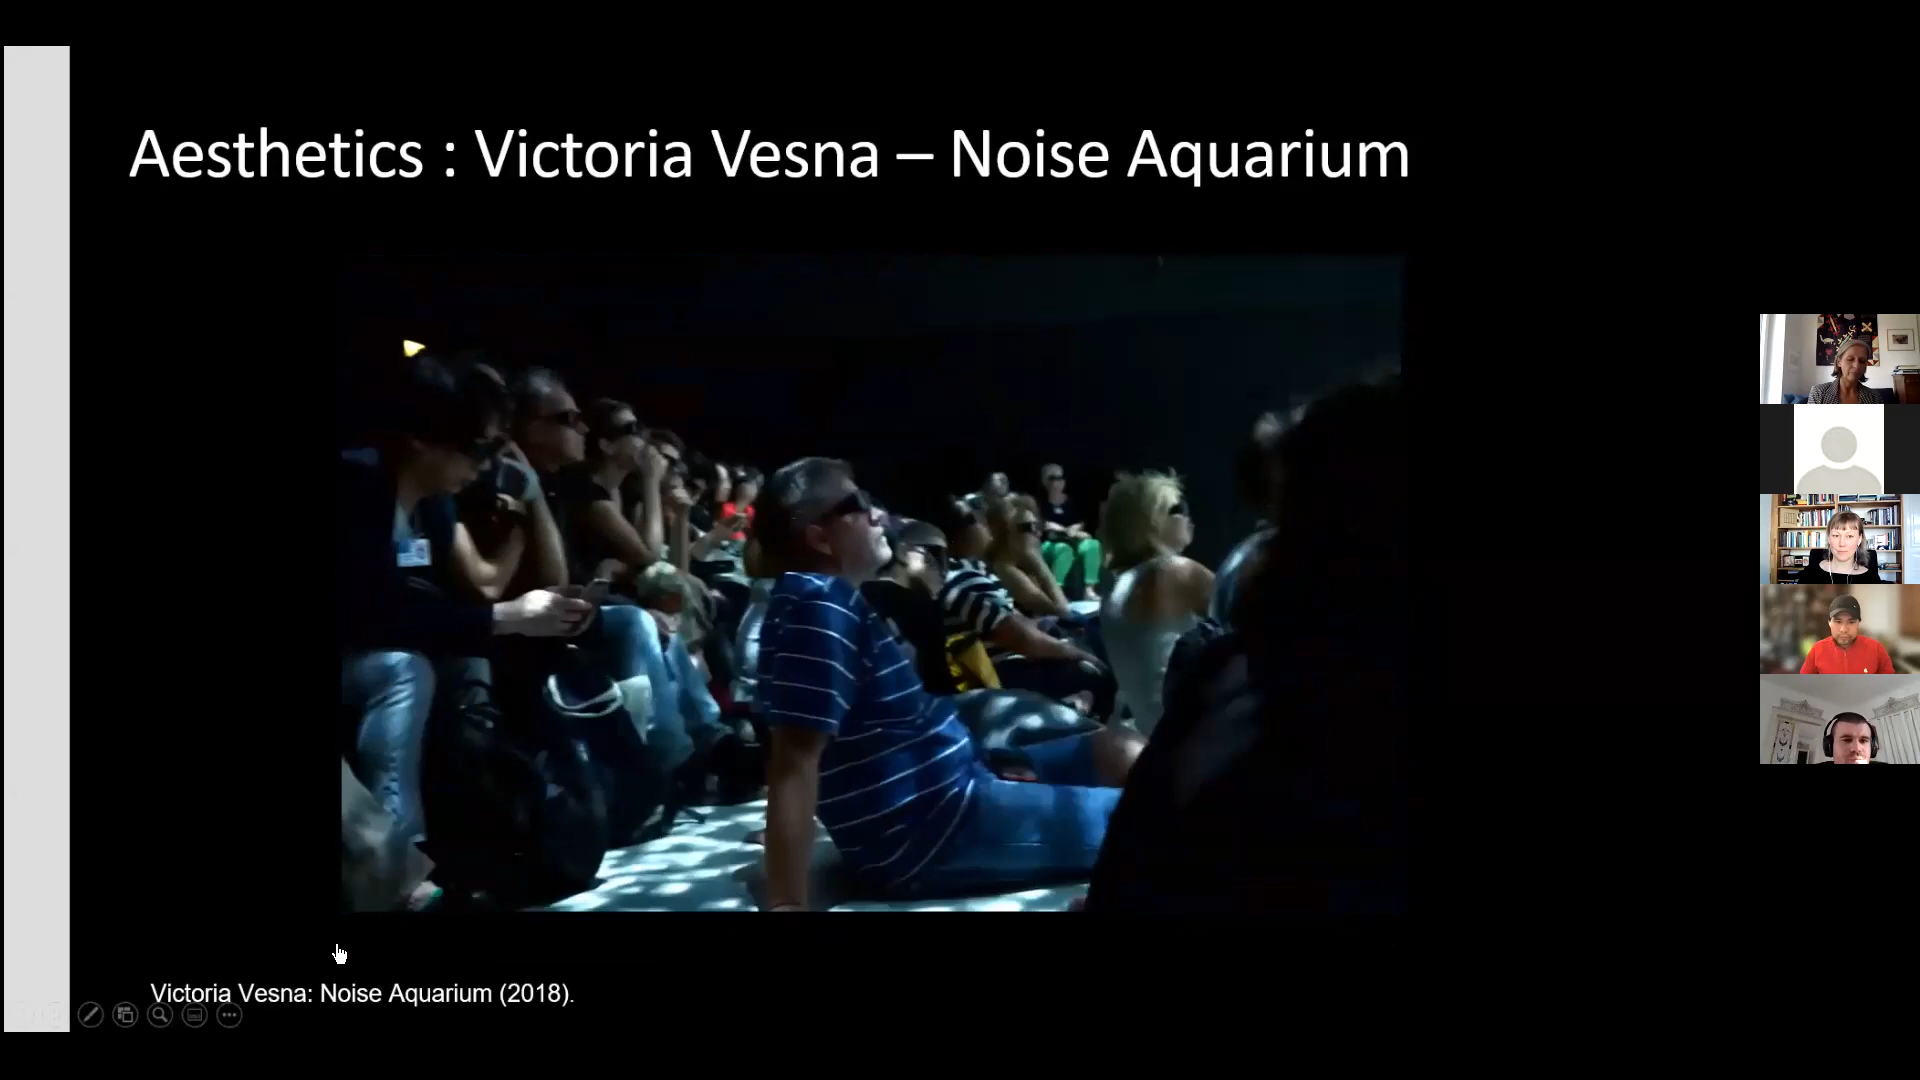 Aesthetics : Victoria Vesna – Noise Aquarium
Victoria Vesna: Noise Aquarium (2018).